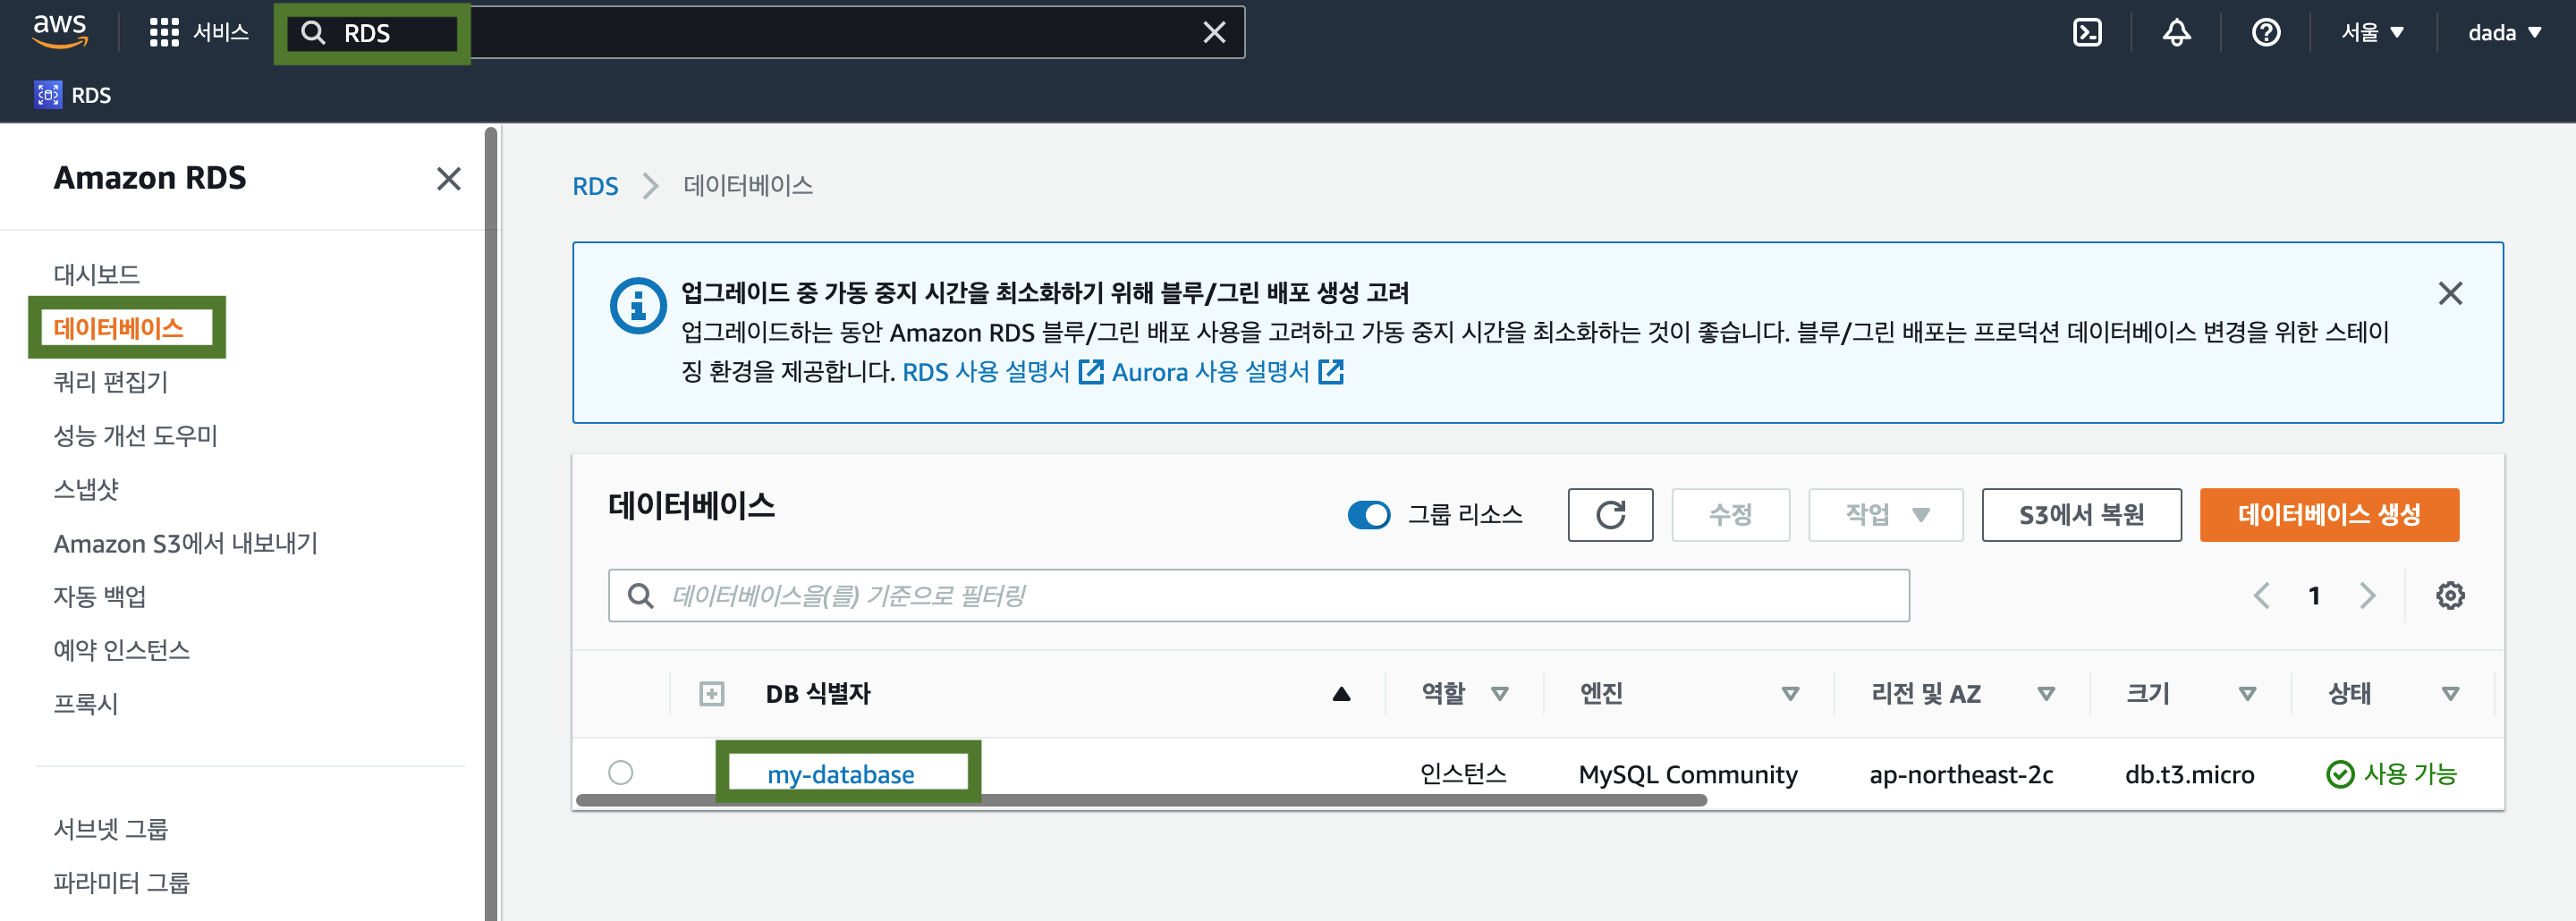 aws
서비스
RDS
서울
dada
RDS
Amazon RDS
대시보드
데이터베이스
쿼리 편집기
성능 개선 도우미
스냅샷
Amazon S3에서 내보내기
자동 백업
예약 인스턴스
프록시
서브넷 그룹
파라미터 그룹
RDS
데이터베이스
업그레이드 중 가동 중지 시간을 최소화하기 위해 블루/그린 배포 생성 고려
업그레이드하는 동안 Amazon RDS 블루/그린 배포 사용을 고려하고 가동 중지 시간을 최소화하는 것이 좋습니다. 블루/그린 배포는 프로덕션 데이터베이스 변경을 위한 스테이
징 환경을 제공합니다. RDS 사용 설명서 Aurora 사용 설명서
데이터베이스
그룹 리소스
수정
작업
S3에서 복원
데이터베이스 생성
데이터베이스을(를) 기준으로 필터링
1
DB 식별자
역할
엔진
리전 및 AZ
크기
상태
my-database
인스턴스
MySQL Community
ap-northeast-2c
db.t3.micro
사용 가능